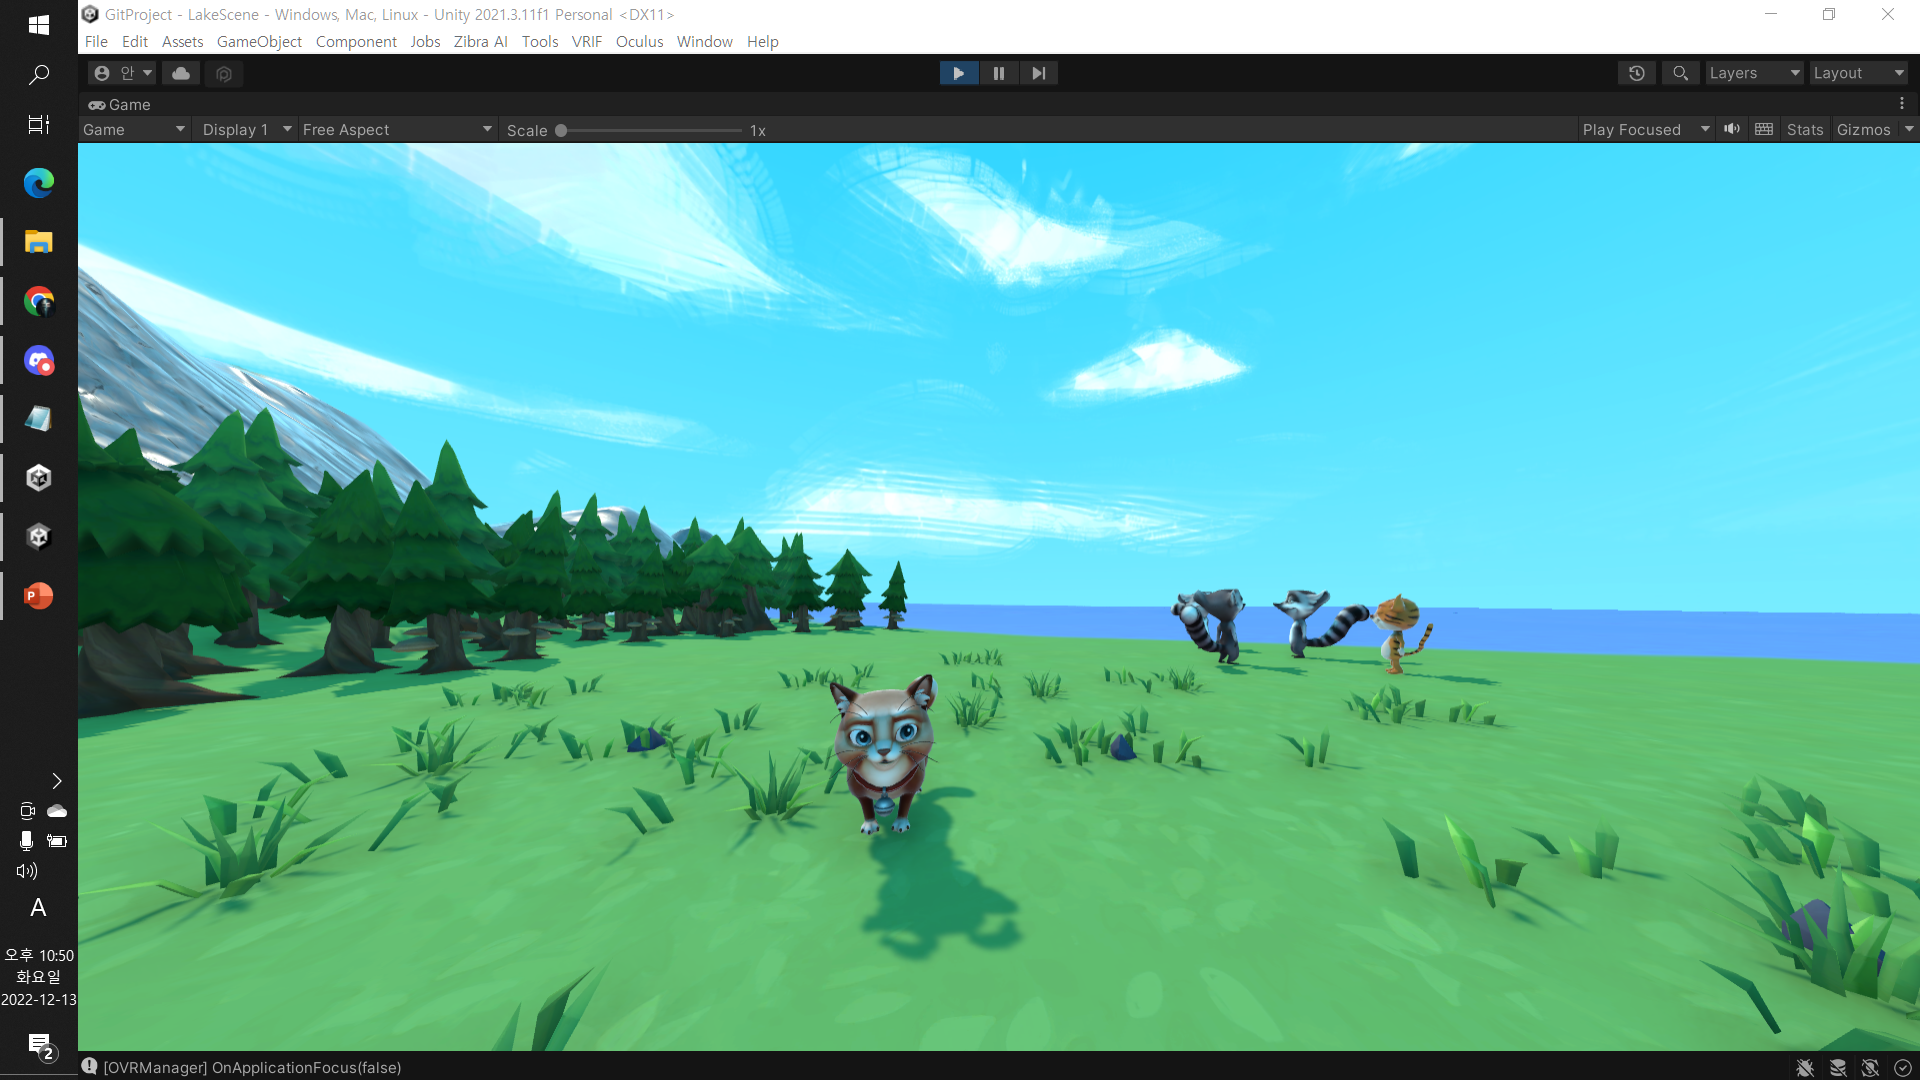 GitProject - LakeScene - Windows, Mac, Linux - Unity 2021.3.11f1 Personal <DX11>
File Edit Assets GameObject Component Jobs Zibra AI Tools VRIF Oculus Window Help
안
Layers Layout
Game
Game Display 1 Free Aspect Scale 1x Play Focused Stats Gizmos
P
A
오후 10:50
화요일
2022-12-13
2
[OVRManager] OnApplicationFocus(false)